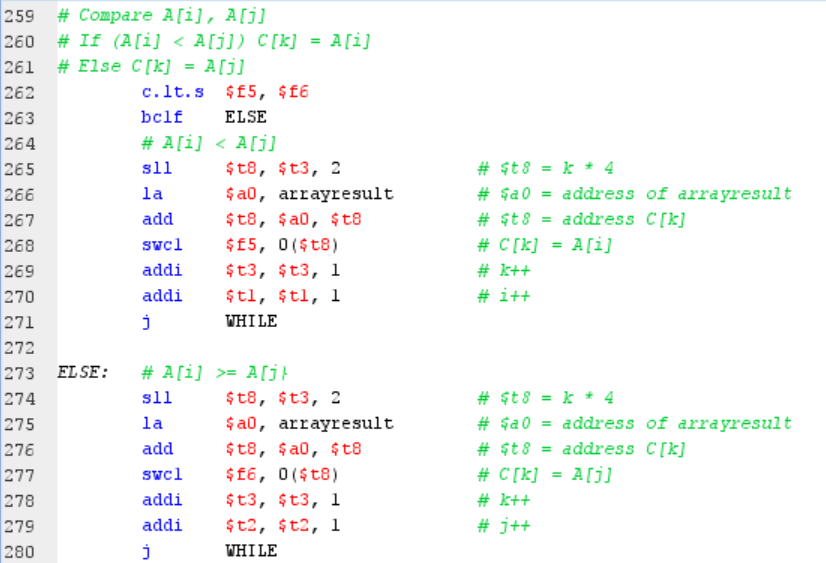 259 # Compare A[i], A[j]
260 # If (A[i] < A[j]) C[k] = A[i]
261 # Else C[k] = A[j]
262 c.lt.s $f5, $f6
263 bc1f ELSE
264 # A[i] < A[j]
265 sll $t8, $t3, 2 # $t8 = k * 4
266 la $a0, arrayresult # $a0 = address of arrayresult
267 add $t8, $a0, $t8 # $t8 = address C[k]
268 swc1 $f5, 0($t8) # C[k] = A[i]
269 addi $t3, $t3, 1 # k++
270 addi $t1, $t1, 1 # i++
271 j WHILE
272
273 ELSE: # A[i] >= A[j}
274 sll $t8, $t3, 2 # $t8 = k * 4
275 la $a0, arrayresult # $a0 = address of arrayresult
276 add $t8, $a0, $t8 # $t8 = address C[k]
277 swc1 $f6, 0($t8) # C[k] = A[j]
278 addi $t3, $t3, 1 # k++
279 addi $t2, $t2, 1 # j++
280 j WHILE